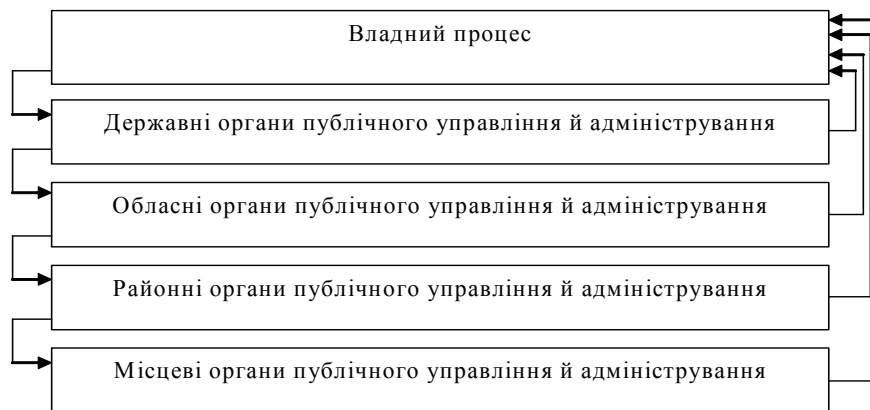 Владний процес
Державні органи публічного управління й адміністрування
Обласні органи публічного управління й адміністрування
Районні органи публічного управління й адміністрування
Місцеві органи публічного управління й адміністрування